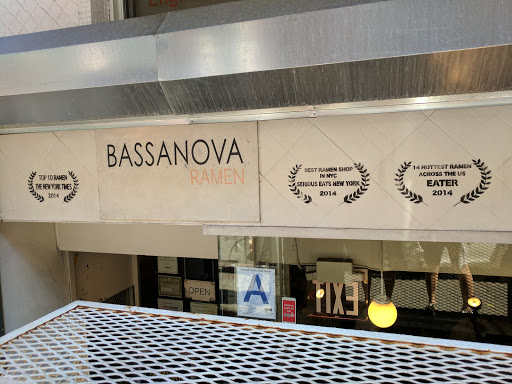 TOP 10 RAMEN
THE NEW YORK TIMES
2014
BASSANOVA
RAMEN
BEST RAMEN SHOP
IN NYC
SERIOUS EATS NEW YORK
2014
14 HOTTEST RAMEN
ACROSS THE US
EATER
2014
OPEN
A
EXIT